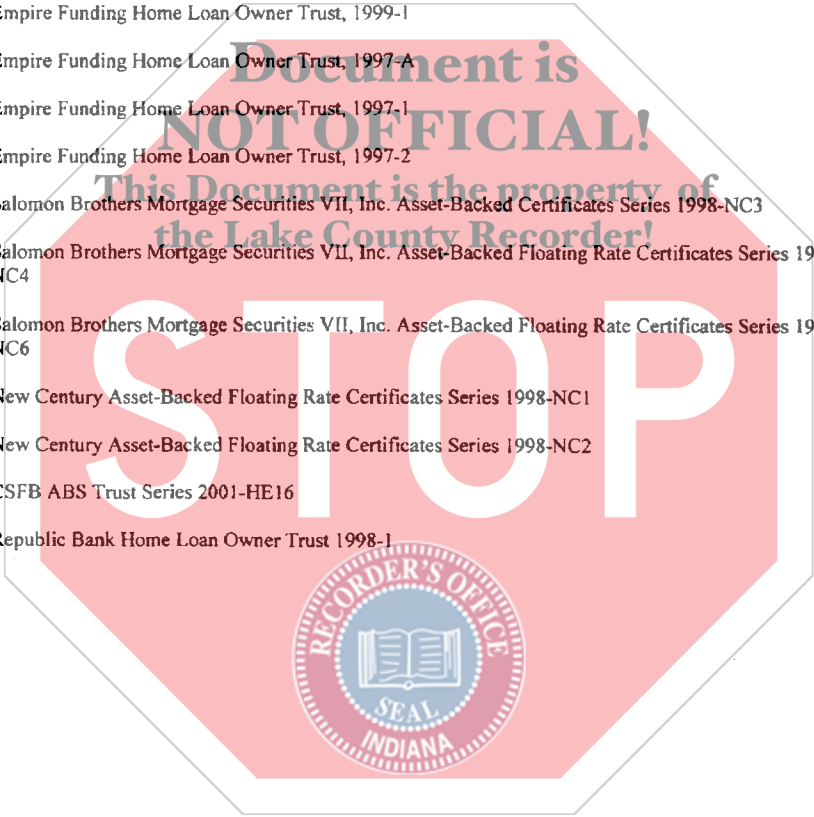 Empire Funding Home Loan Owner Trust, 1999-1
Document is
Empire Funding Home Loan Owner Trust, 1997-A
Empire Funding Home Loan Owner Trust, 1997-1
NOT OFFICIAL!
Empire Funding Home Loan Owner Trust, 1997-2
This Document is the property of
Salomon Brothers Mortgage Securities VII, Inc. Asset-Backed Certificates Series 1998-NC3
the Lake County Recorder!
Salomon Brothers Mortgage Securities VII, Inc. Asset-Backed Floating Rate Certificates Series 19
NC4
Salomon Brothers Mortgage Securities VII, Inc. Asset-Backed Floating Rate Certificates Series 19
NC6
STOP
New Century Asset-Backed Floating Rate Certificates Series 1998-NC1
New Century Asset-Backed Floating Rate Certificates Series 1998-NC2
CSFB ABS Trust Series 2001-HE16
Republic Bank Home Loan Owner Trust 1998-1
RECORDER'S OFFICE
SEAL
INDIANA